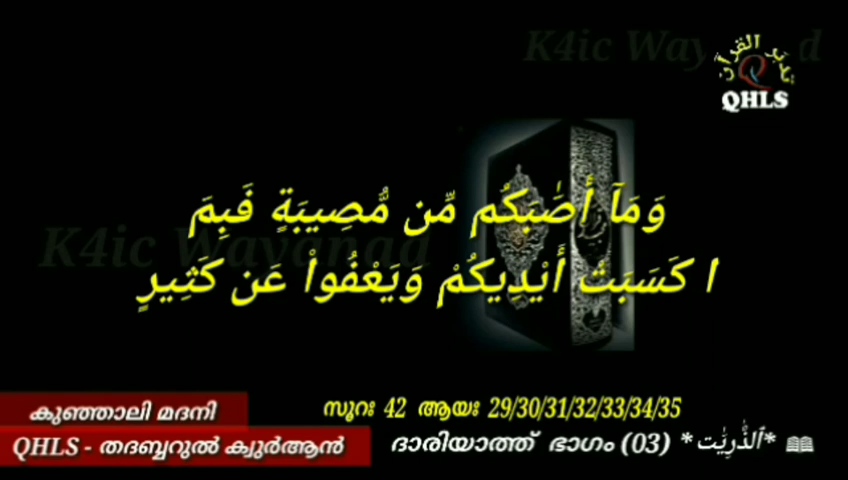 K4ic Wayanad
تدبر القرآن
QHLS
وَمَآ أَصَٰبَكُم مِّن مُّصِيبَةٍ فَبِمَ
ا كَسَبَتْ أَيْدِيكُمْ وَيَعْفُوا۟ عَن كَثِيرٍ
K4ic Wayanad
കുഞ്ഞാലി മദനി
സൂറഃ 42 ആയഃ 29/30/31/32/33/34/35
QHLS - തദബ്ബറുൽ ക്വുർആൻ
ദാരിയാത്ത് ഭാഗം (03) *ٱلذَّٰرِيَٰت* 📖